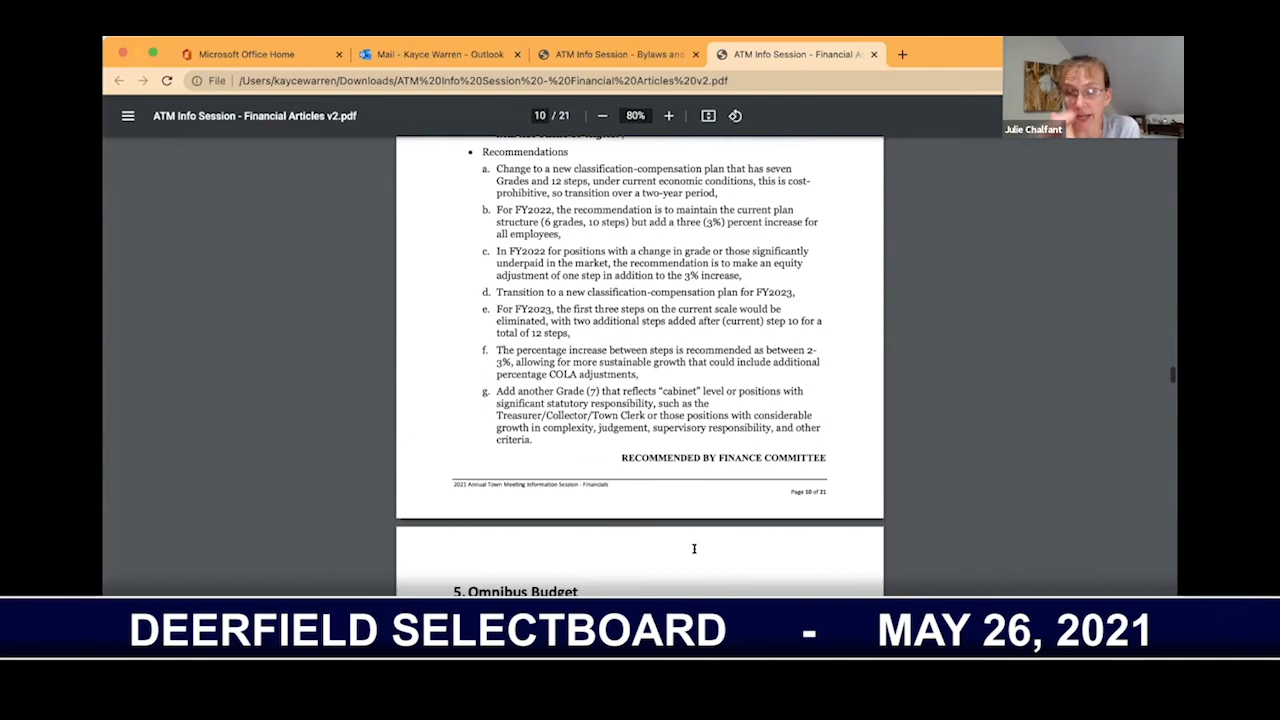 Microsoft Office Home
Mail - Kayce Warren - Outlook
ATM Info Session - Bylaws and
ATM Info Session - Financial A
File
/Users/kaycewarren/Downloads/ATM%20Info%20Session%20-%20Financial%20Articles%20v2.pdf
ATM Info Session - Financial Articles v2.pdf
10 / 21
80%
Julie Chalfant
• Recommendations
a. Change to a new classification-compensation plan that has seven
Grades and 12 steps, under current economic conditions, this is cost-
prohibitive, so transition over a two-year period,
b. For FY2022, the recommendation is to maintain the current plan
structure (6 grades, 10 steps) but add a three (3%) percent increase for
all employees,
c. In FY2022 for positions with a change in grade or those significantly
underpaid in the market, the recommendation is to make an equity
adjustment of one step in addition to the 3% increase,
d. Transition to a new classification-compensation plan for FY2023,
e. For FY2023, the first three steps on the current scale would be
eliminated, with two additional steps added after (current) step 10 for a
total of 12 steps,
f. The percentage increase between steps is recommended as between 2-
3%, allowing for more sustainable growth that could include additional
percentage COLA adjustments,
g. Add another Grade (7) that reflects “cabinet” level or positions with
significant statutory responsibility, such as the
Treasurer/Collector/Town Clerk or those positions with considerable
growth in complexity, judgement, supervisory responsibility, and other
criteria.
RECOMMENDED BY FINANCE COMMITTEE
2021 Annual Town Meeting Information Session - Financials
Page 10 of 21
5. Omnibus Budget
DEERFIELD SELECTBOARD - MAY 26, 2021